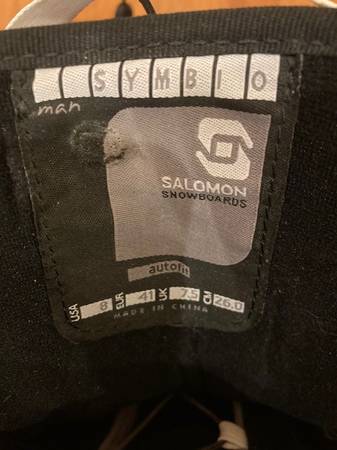 SYMBIO
man
SALOMON
SNOWBOARDS
autofit
USA 8 EUR 41 UK 7.5 CM 26.0
MADE IN CHINA